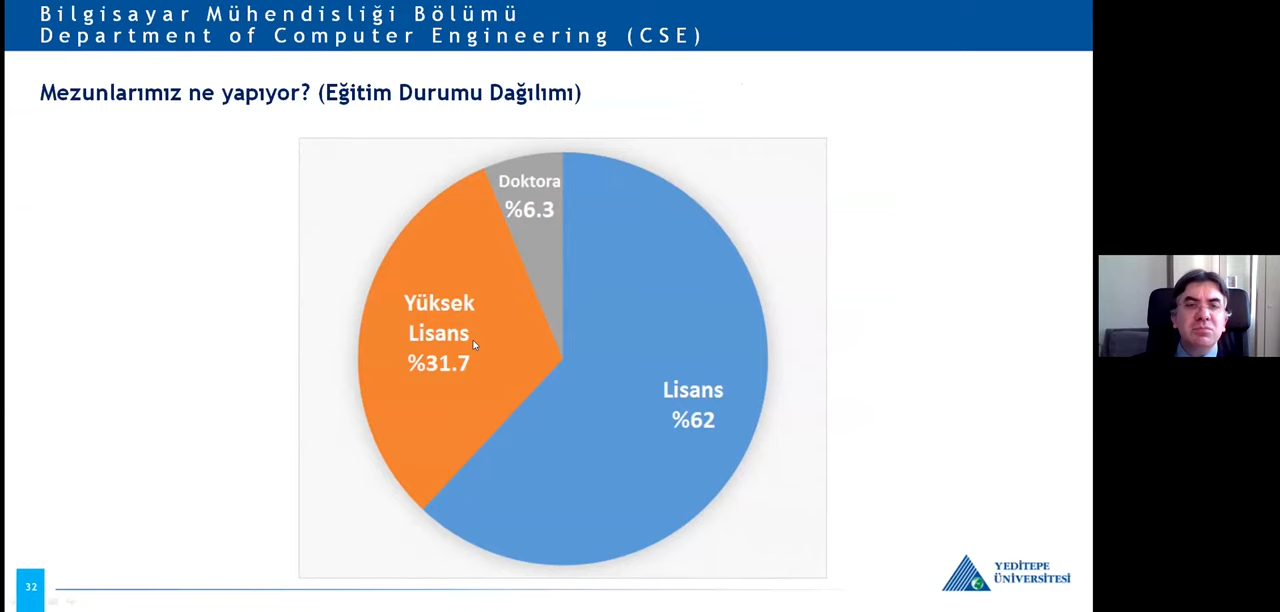 Bilgisayar Mühendisliği Bölümü
Department of Computer Engineering (CSE)
Mezunlarımız ne yapıyor? (Eğitim Durumu Dağılımı)
Doktora
%6.3
Yüksek
Lisans
%31.7
Lisans
%62
32
YEDİTEPE
ÜNİVERSİTESİ